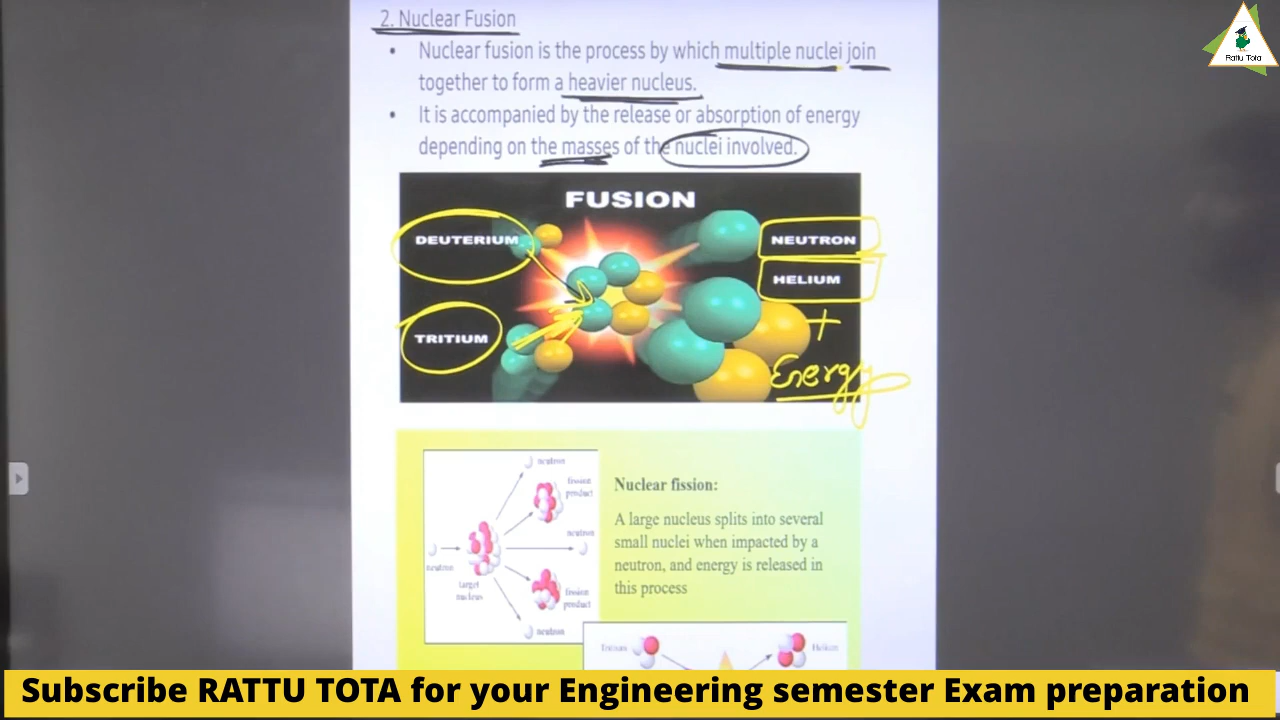 Rattu Tota
2. Nuclear Fusion
• Nuclear fusion is the process by which multiple nuclei join
together to form a heavier nucleus.
• It is accompanied by the release or absorption of energy
depending on the masses of the nuclei involved.
FUSION
DEUTERIUM
NEUTRON
HELIUM
TRITIUM
+
Energy
neutron
fission
product
neutron
neutron
target
nucleus
fission
product
neutron
Nuclear fission:
A large nucleus splits into several
small nuclei when impacted by a
neutron, and energy is released in
this process
Tritium
Helium
Subscribe RATTU TOTA for your Engineering semester Exam preparation